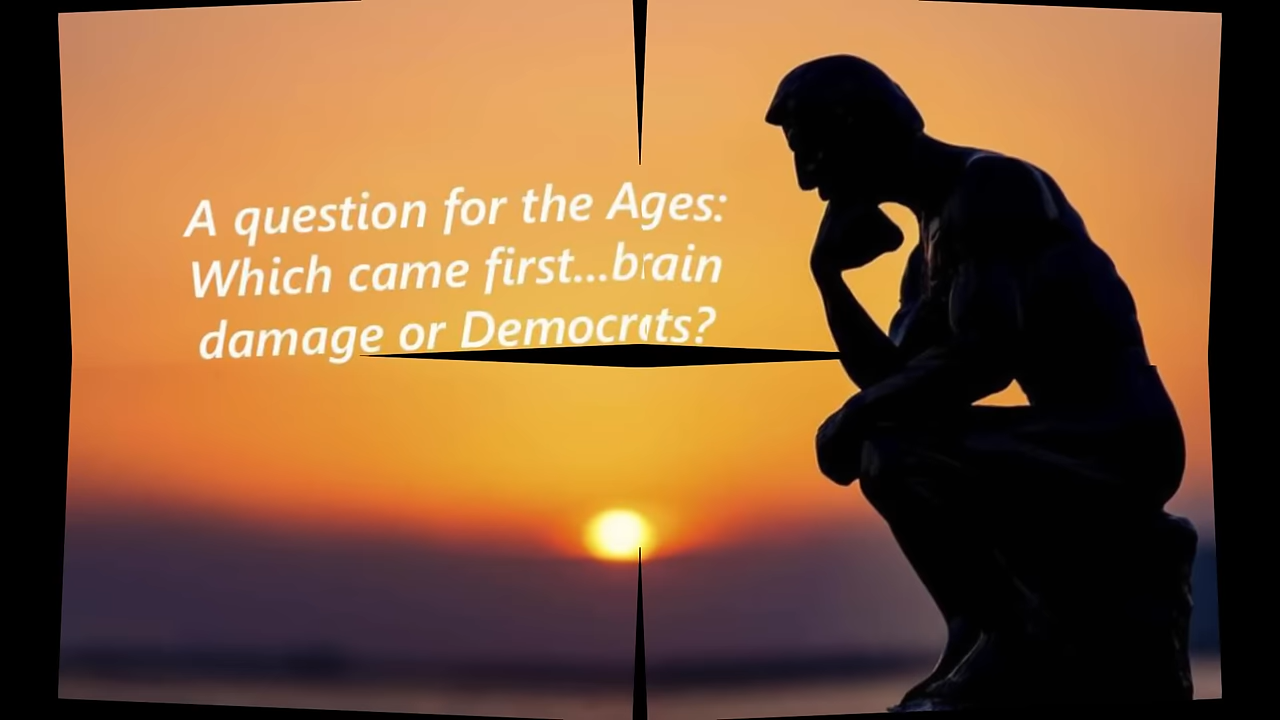 A question for the Ages:
Which came first...brain
damage or Democrats?